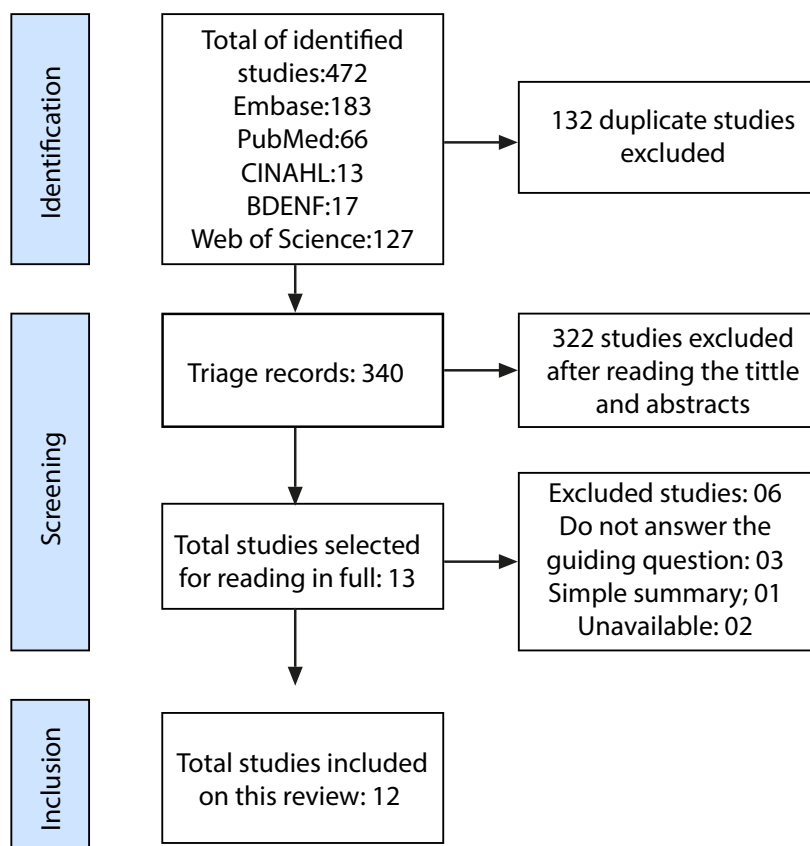 Identification
Total of identified
studies:472
Embase:183
PubMed:66
CINAHL:13
BDENF:17
Web of Science:127
132 duplicate studies
excluded
Screening
Triage records: 340
322 studies excluded
after reading the tittle
and abstracts
Total studies selected
for reading in full: 13
Excluded studies: 06
Do not answer the
guiding question: 03
Simple summary; 01
Unavailable: 02
Inclusion
Total studies included
on this review: 12